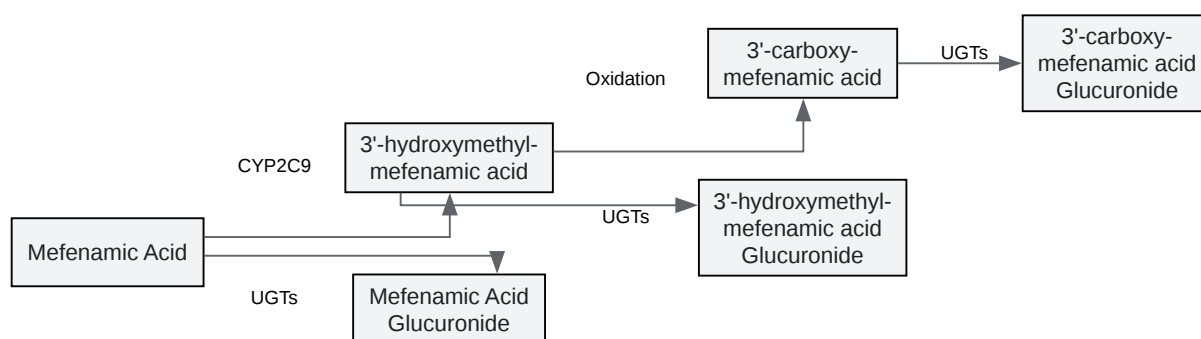 3'-carboxy-
mefenamic acid
UGTs
3'-carboxy-
mefenamic acid
Glucuronide
Oxidation
3'-hydroxymethyl-
mefenamic acid
CYP2C9
3'-hydroxymethyl-
mefenamic acid
Glucuronide
UGTs
Mefenamic Acid
UGTs
Mefenamic Acid
Glucuronide